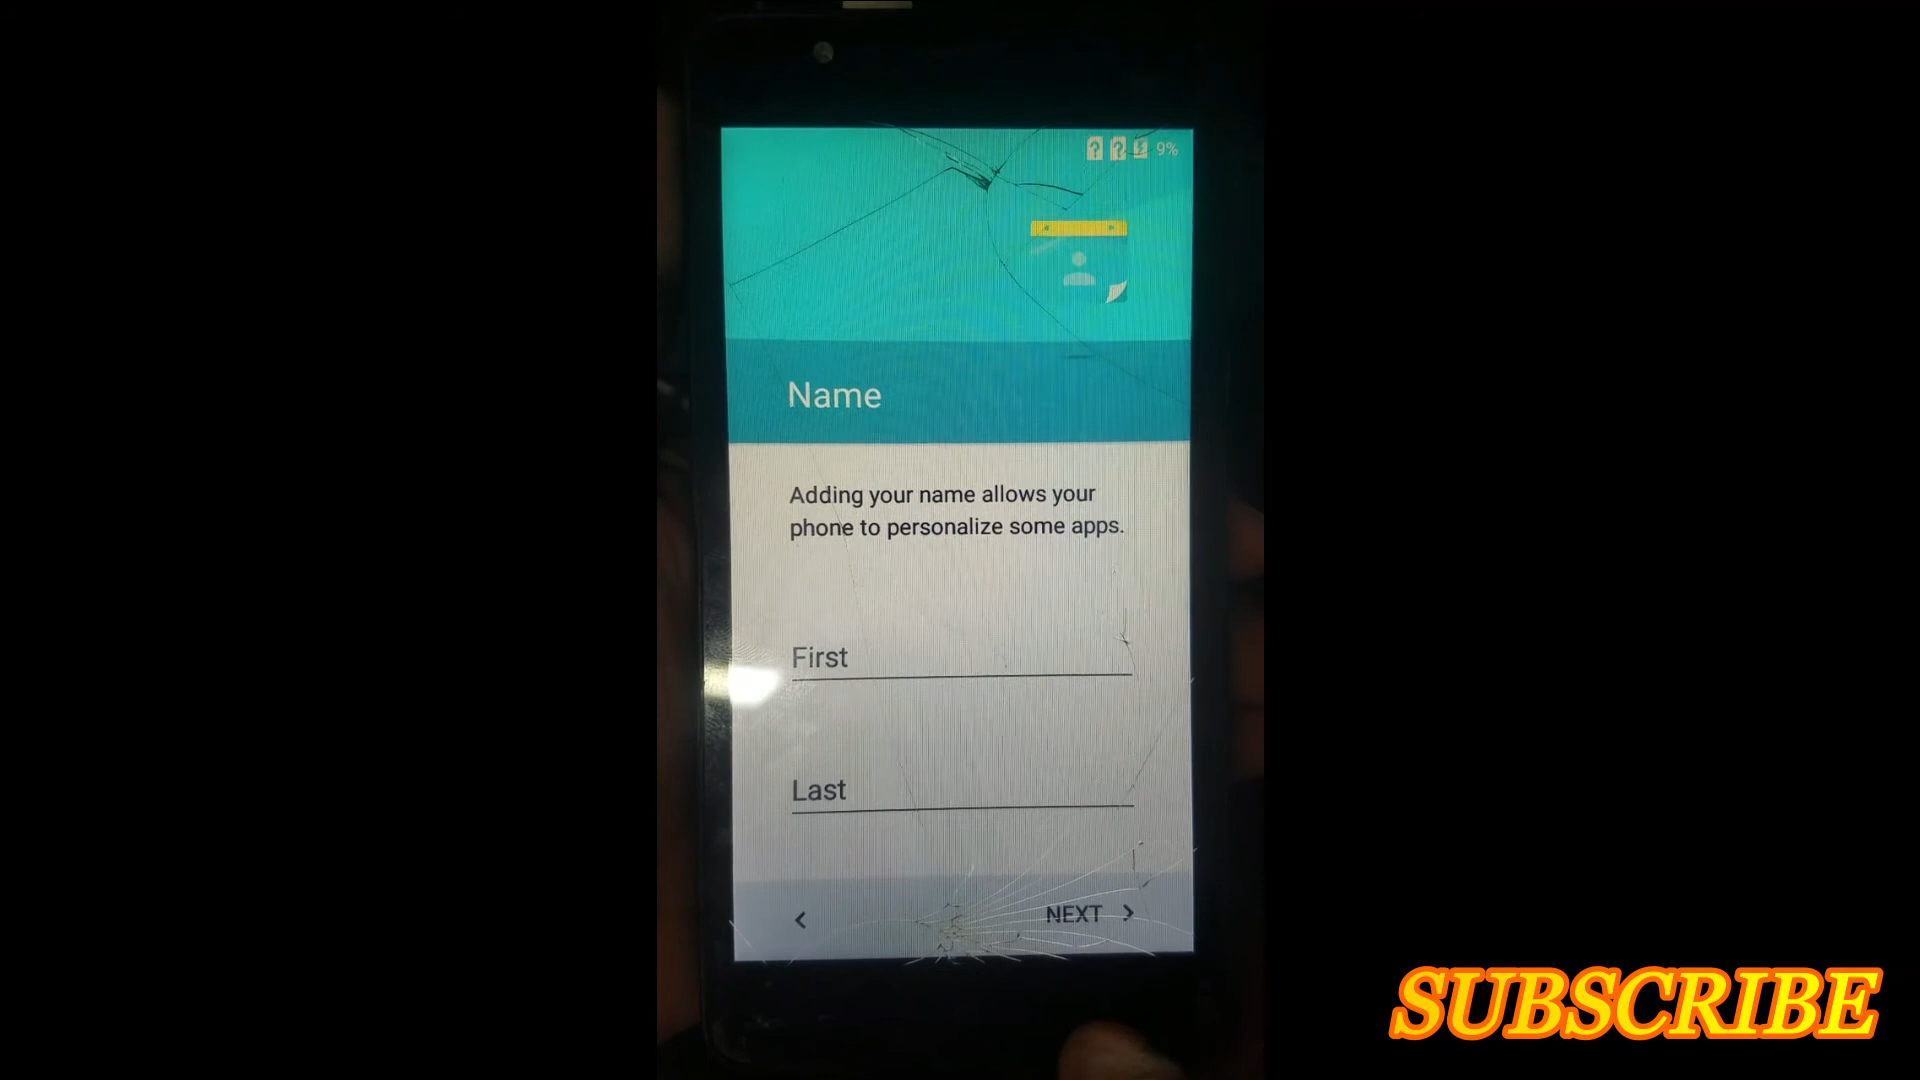 9%
Name
Adding your name allows your
phone to personalize some apps.
First
Last
NEXT
SUBSCRIBE